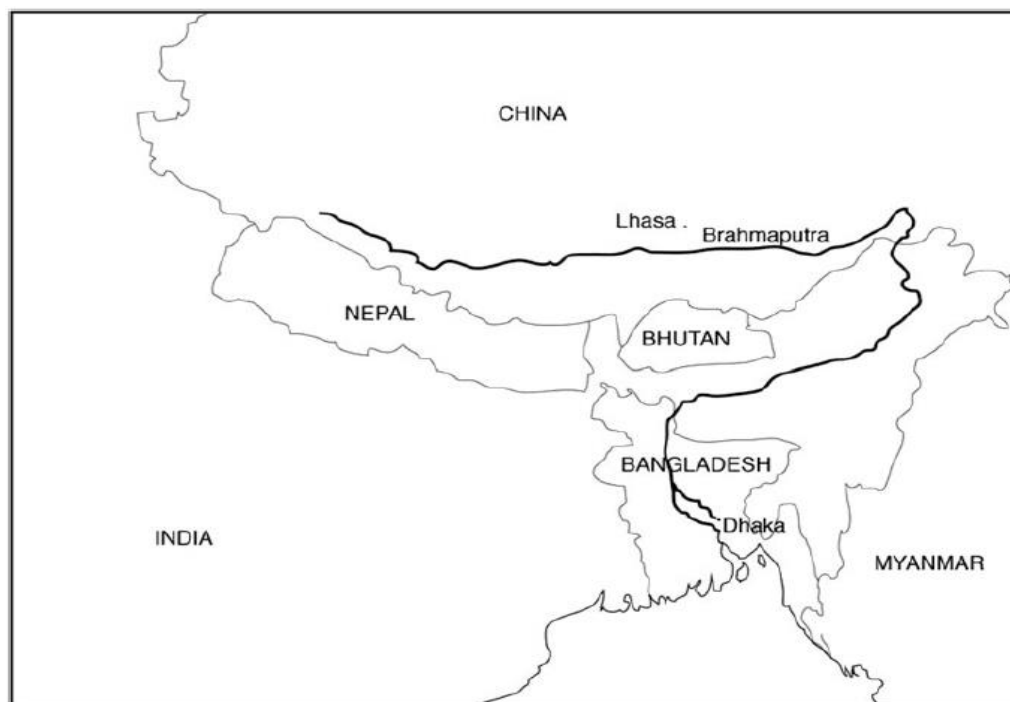 CHINA
Lhasa .
Brahmaputra
NEPAL
BHUTAN
BANGLADESH
Dhaka
INDIA
MYANMAR